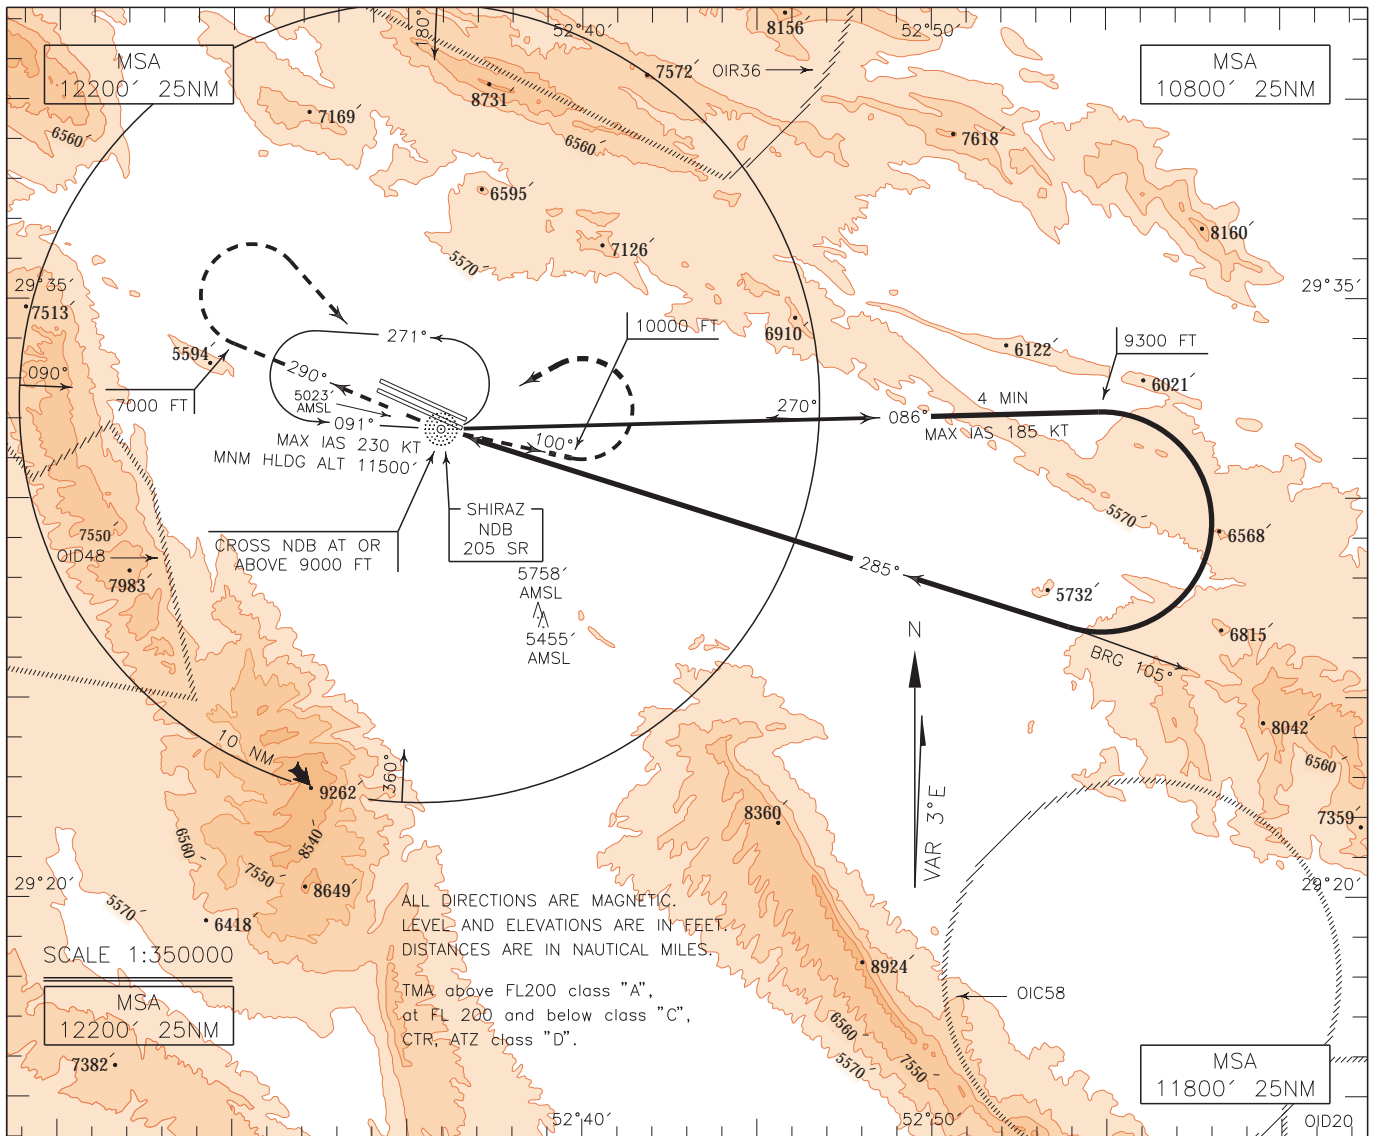 52°40´
52°50´
8156´
MSA
12200´ 25NM
180°
7572´
OIR36
MSA
10800´ 25NM
8731´
7169´
6560´
6560´
7618´
6595´
8160´
7126´
5570´
29°35´
29°35´
7513´
10000 FT
6910´
271°
9300 FT
6122´
5594´
290°
090°
6021´
7000 FT
5023´
AMSL
4 MIN
270°
086°
091°
MAX IAS 185 KT
100°
MAX IAS 230 KT
MNM HLDG ALT 11500´
SHIRAZ
NDB
205 SR
5570´
7550´
6568´
CROSS NDB AT OR
ABOVE 9000 FT
OID48
285°
7983´
5758´
AMSL
5732´
5455´
AMSL
N
6815´
BRG 105°
8042´
10 NM
6560´
360°
9262´
VAR 3°E
8360´
7359´
8540´
6560´
7550´
29°20´
29°20´
8649´
5570´
6418´
ALL DIRECTIONS ARE MAGNETIC.
LEVEL AND ELEVATIONS ARE IN FEET.
DISTANCES ARE IN NAUTICAL MILES.
SCALE 1:350000
8924´
TMA above FL200 class "A",
at FL 200 and below class "C",
CTR, ATZ class "D".
OIC58
MSA
12200´ 25NM
6560´
5570´
7550´
7382´
MSA
11800´ 25NM
52°40´
52°50´
OID20